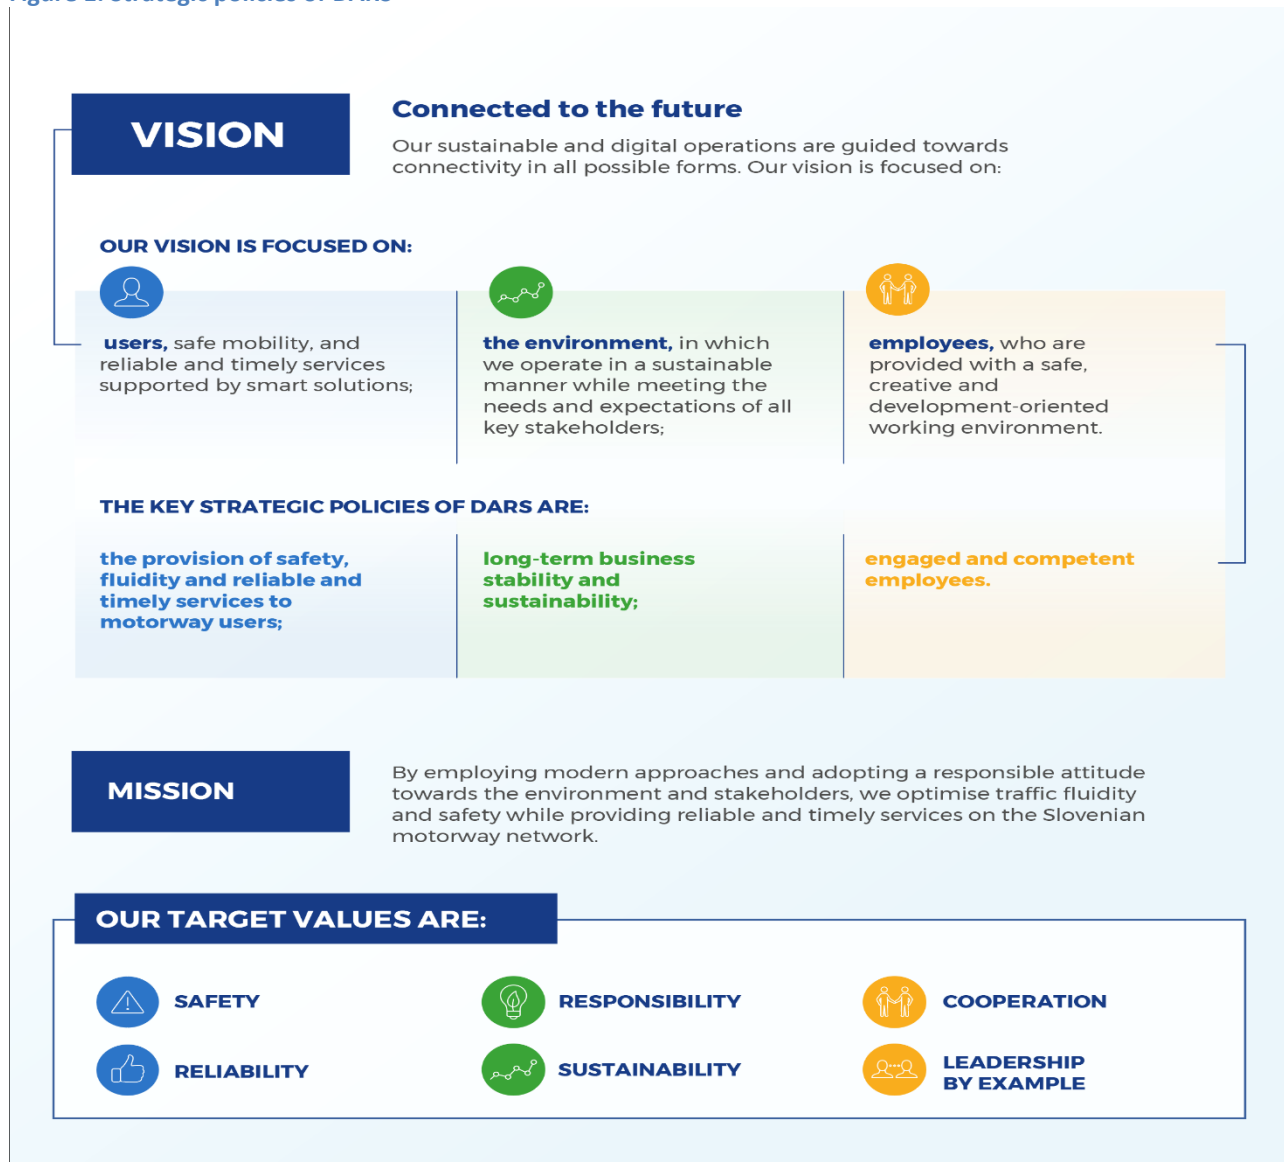 VISION
Connected to the future
Our sustainable and digital operations are guided towards
connectivity in all possible forms. Our vision is focused on:
OUR VISION IS FOCUSED ON:
users, safe mobility, and
reliable and timely services
supported by smart solutions;
the environment, in which
we operate in a sustainable
manner while meeting the
needs and expectations of all
key stakeholders;
employees, who are
provided with a safe,
creative and
development-oriented
working environment.
THE KEY STRATEGIC POLICIES OF DARS ARE:
the provision of safety,
fluidity and reliable and
timely services to
motorway users;
long-term business
stability and
sustainability;
engaged and competent
employees.
MISSION
By employing modern approaches and adopting a responsible attitude
towards the environment and stakeholders, we optimise traffic fluidity
and safety while providing reliable and timely services on the Slovenian
motorway network.
OUR TARGET VALUES ARE:
SAFETY
RESPONSIBILITY
COOPERATION
RELIABILITY
SUSTAINABILITY
LEADERSHIP
BY EXAMPLE